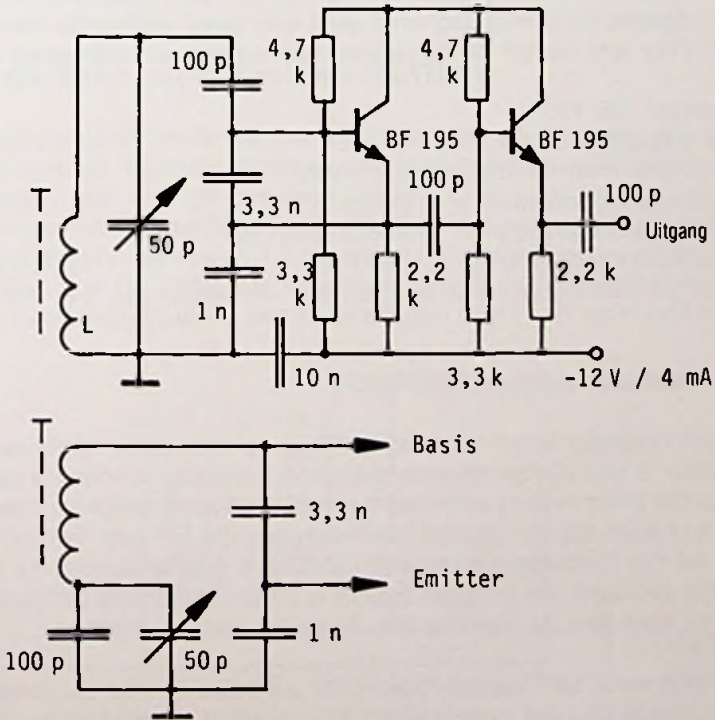 4,7
k
4,7
k
100 p
BF 195
BF 195
100 p
100 p
3,3 n
Uitgang
50 p
3,3
k
2,2
k
2,2 k
L
1 n
10 n
3,3 k
-12 V / 4 mA
Basis
3,3 n
Emitter
100 p
50 p
1 n